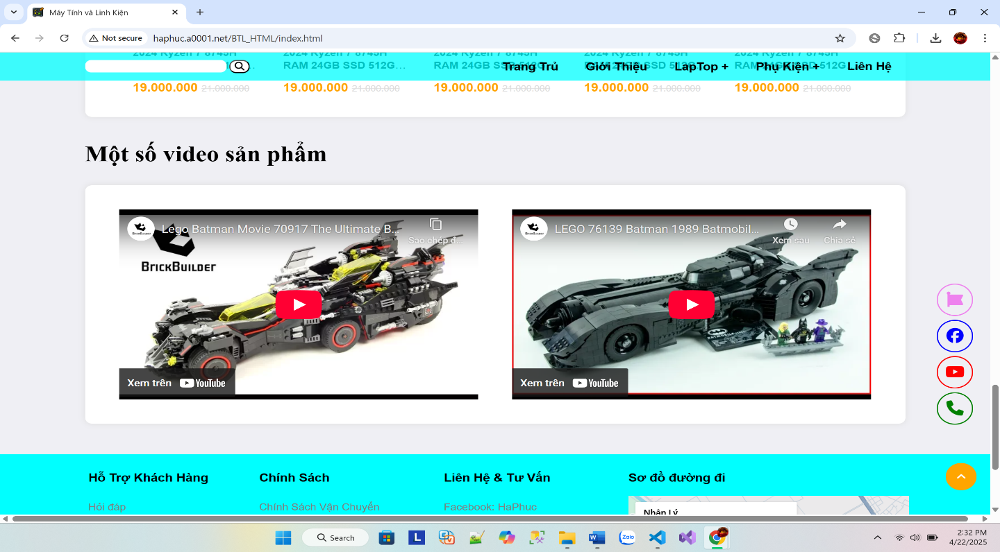 Máy Tính và Linh Kiện
Not secure
haphuc.a0001.net/BTL_HTML/index.html
2024 Ryzen 7 8745H 2024 Ryzen 7 8745H 2024 Ryzen 7 8745H 2024 Ryzen 7 8745H 2024 Ryzen 7 8745H
RAM 24GB SSD 512G… RAM 24GB SSD 512G RAM 24GB SSD 512G RAM 24GB SSD 512G
Trang Trủ Giới Thiệu LapTop + Phụ Kiện + Liên Hệ
19.000.000 21.000.000 19.000.000 21.000.000 19.000.000 21.000.000 19.000.000 21.000.000 19.000.000 21.000.000
Một số video sản phẩm
Lego Batman Movie 70917 The Ultimate B...
Sao chép đ...
BRICKBUILDER
Xem trên YouTube
LEGO 76139 Batman 1989 Batmobil...
Xem sau Chia sẻ
BATMOBILE
Xem trên YouTube
Hỗ Trợ Khách Hàng Chính Sách Liên Hệ & Tư Vấn Sơ đồ đường đi
Hỏi đáp Chính Sách Vận Chuyển Facebook: HaPhuc
Nhân Lý
Search
L
Zalo
2:32 PM
4/22/2025